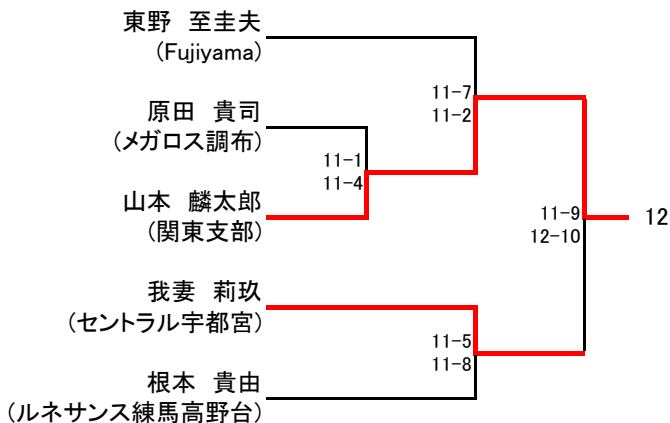 東野　至圭夫
(Fujiyama)
11-7
11-2
原田　貴司
(メガロス調布)
11-1
11-4
山本　麟太郎
(関東支部)
11-9
12-10
12
我妻　莉玖
(セントラル宇都宮)
11-5
11-8
根本　貴由
(ルネサンス練馬高野台)